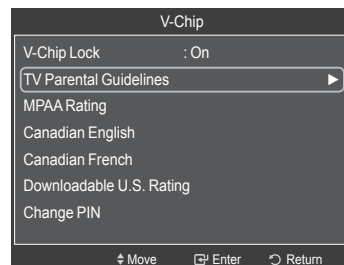 V-Chip
V-Chip Lock : On
TV Parental Guidelines ►
MPAA Rating
Canadian English
Canadian French
Downloadable U.S. Rating
Change PIN
Move Enter Return